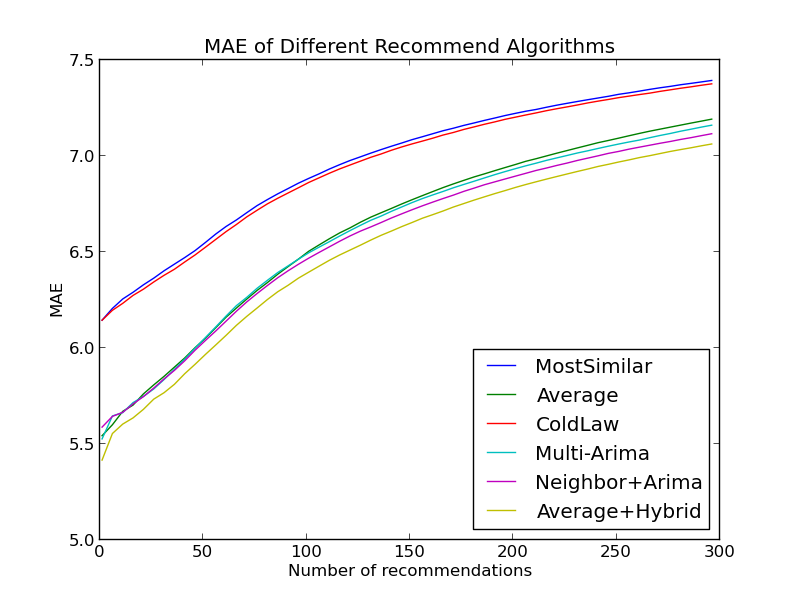 MAE of Different Recommend Algorithms
7.5
7.0
6.5
6.0
5.5
5.0
MAE
0 50 100 150 200 250 300
Number of recommendations
MostSimilar
Average
ColdLaw
Multi-Arima
Neighbor+Arima
Average+Hybrid